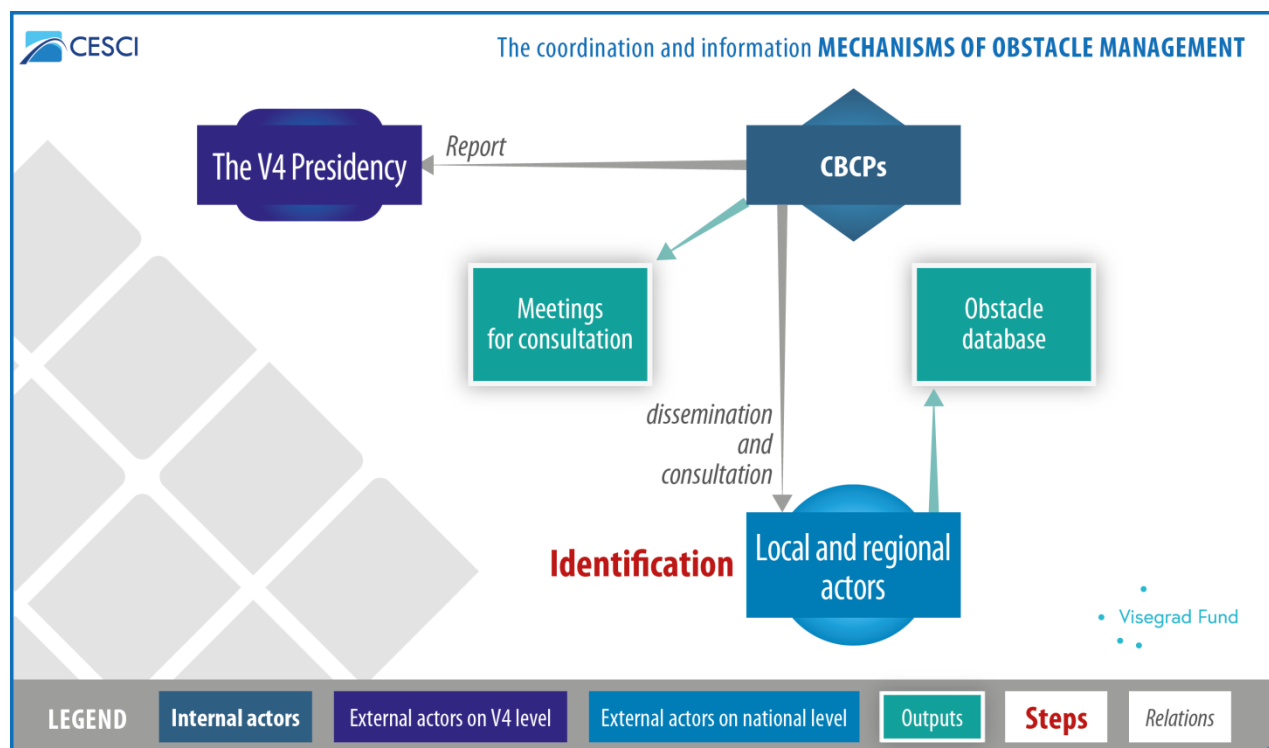 CESCI
The coordination and information MECHANISMS OF OBSTACLE MANAGEMENT
The V4 Presidency
Report
CBCPs
Meetings
for consultation
Obstacle
database
dissemination
and
consultation
Identification
Local and regional
actors
Visegrad Fund
LEGEND
Internal actors
External actors on V4 level
External actors on national level
Outputs
Steps
Relations